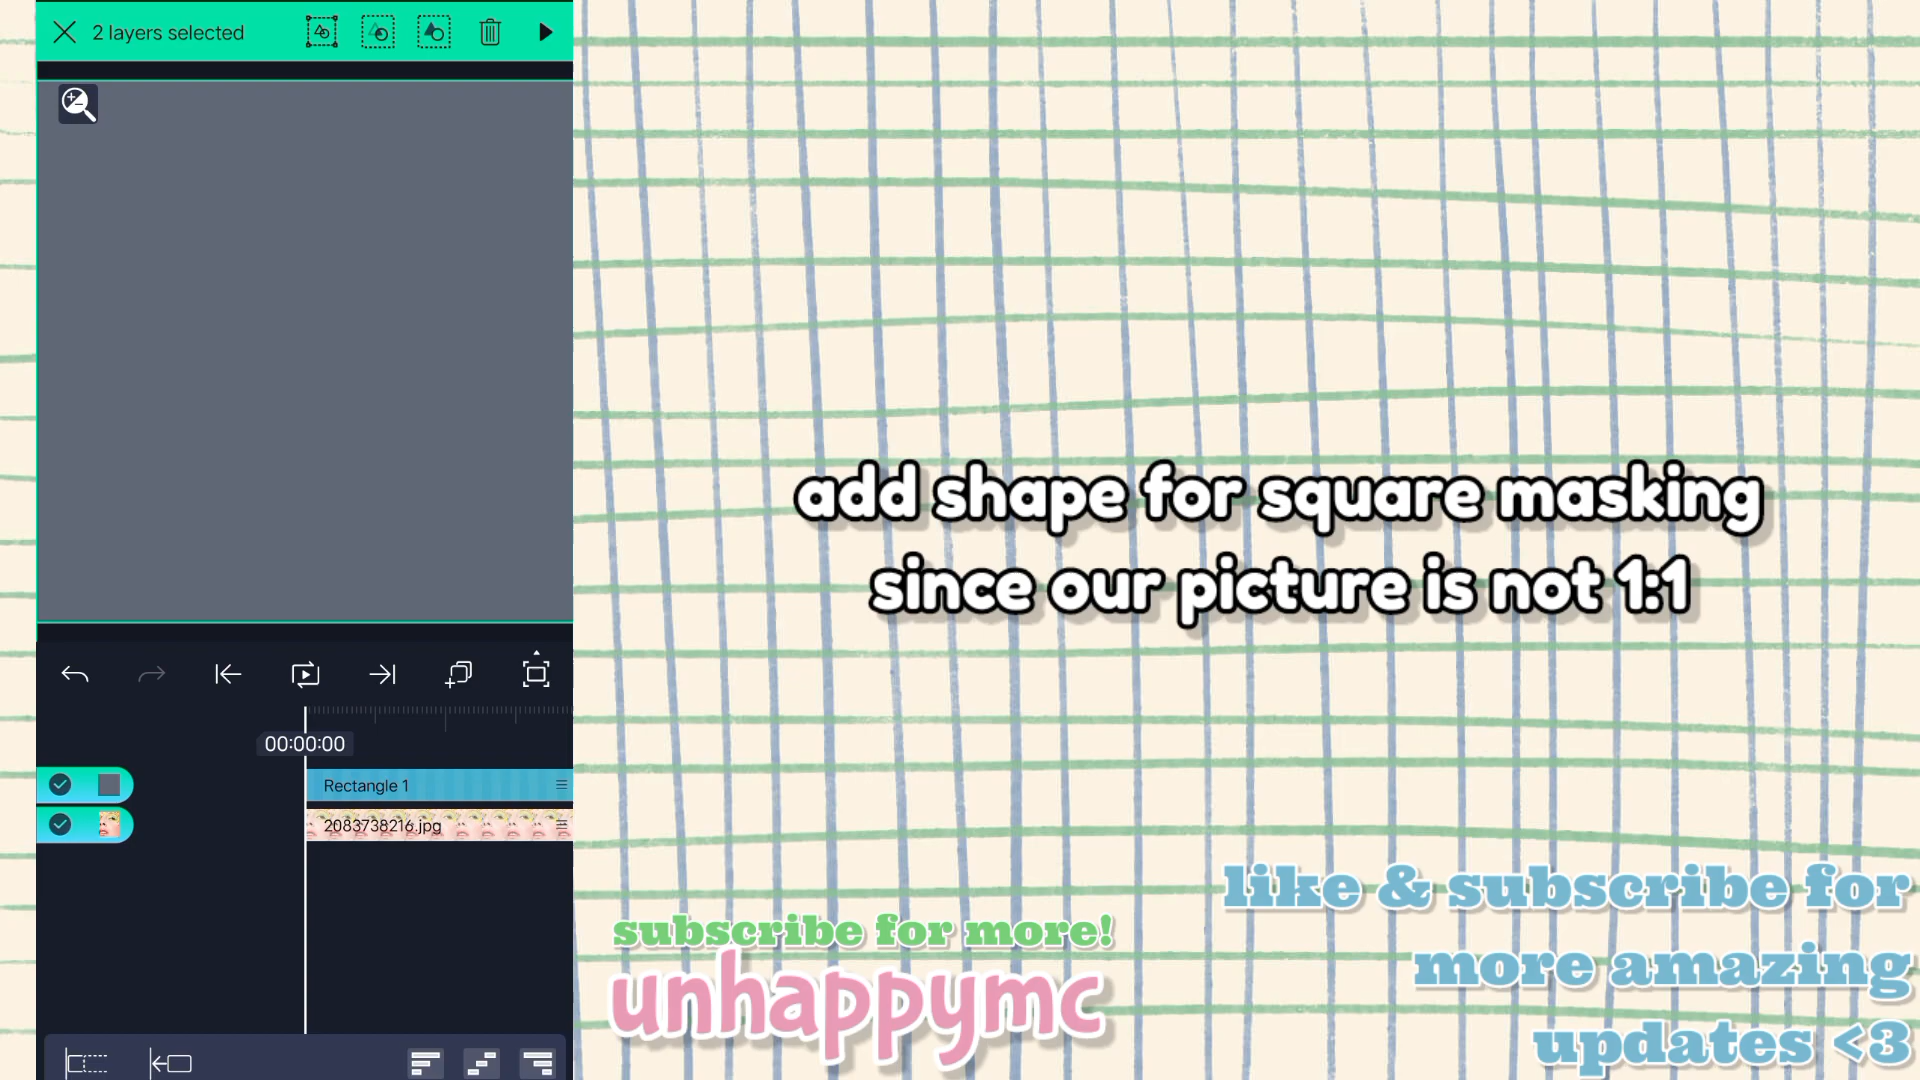 2 layers selected
add shape for square masking
since our picture is not 1:1
00:00:00
Rectangle 1
2083738216.jpg
like & subscribe for
more amazing
updates <3
subscribe for more!
unhappymc